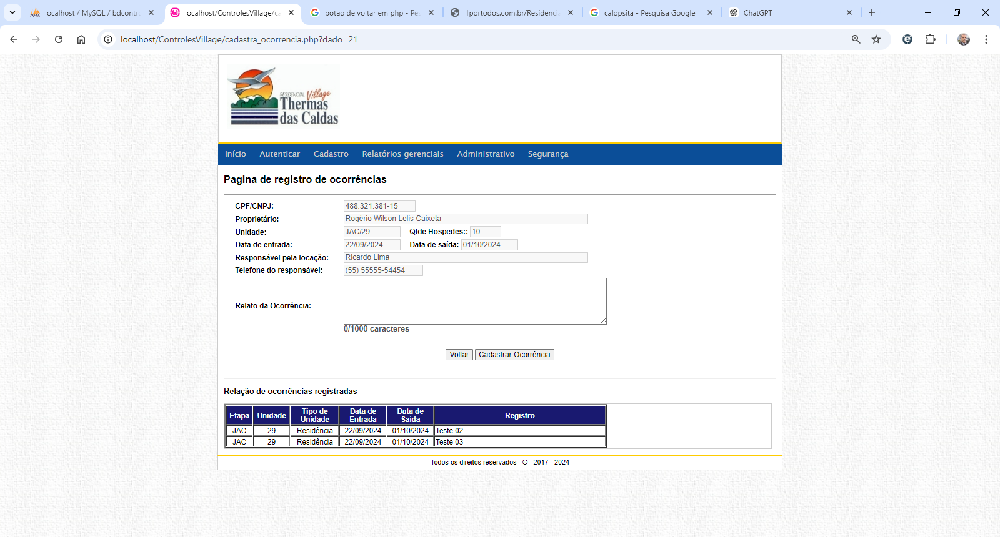 localhost / MySQL / bdcontro
localhost/ControlesVillage/ca
botao de voltar em php - Pes
1portodos.com.br/Residencia
calopsita - Pesquisa Google
ChatGPT
localhost/ControlesVillage/cadastra_ocorrencia.php?dado=21
RESIDENCIAL Village
Thermas
das Caldas
Início Autenticar Cadastro Relatórios gerenciais Administrativo Segurança
Pagina de registro de ocorrências
CPF/CNPJ: 488.321.381-15
Proprietário: Rogério Wilson Lelis Caixeta
Unidade: JAC/29 Qtde Hospedes:: 10
Data de entrada: 22/09/2024 Data de saída: 01/10/2024
Responsável pela locação: Ricardo Lima
Telefone do responsável: (55) 55555-54454
Relato da Ocorrência:
0/1000 caracteres
Voltar Cadastrar Ocorrência
Relação de ocorrências registradas
Etapa Unidade Tipo de Unidade Data de Entrada Data de Saída Registro
JAC 29 Residência 22/09/2024 01/10/2024 Teste 02
JAC 29 Residência 22/09/2024 01/10/2024 Teste 03
Todos os direitos reservados - © - 2017 - 2024